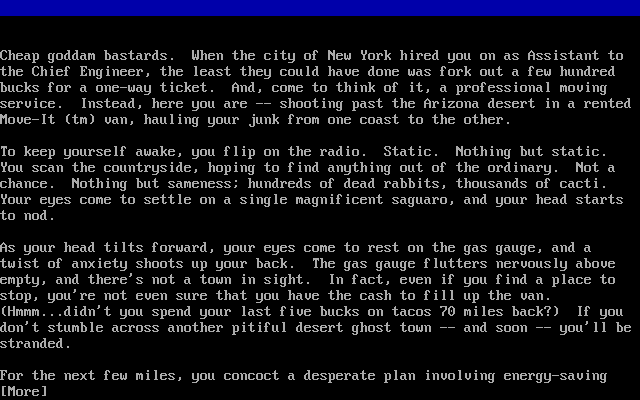 Cheap goddam bastards.  When the city of New York hired you on as Assistant to
the Chief Engineer, the least they could have done was fork out a few hundred
bucks for a one-way ticket.  And, come to think of it, a professional moving
service.  Instead, here you are -- shooting past the Arizona desert in a rented
Move-It (tm) van, hauling your junk from one coast to the other.
To keep yourself awake, you flip on the radio.  Static.  Nothing but static.
You scan the countryside, hoping to find anything out of the ordinary.  Not a
chance.  Nothing but sameness; hundreds of dead rabbits, thousands of cacti.
Your eyes come to settle on a single magnificent saguaro, and your head starts
to nod.
As your head tilts forward, your eyes come to rest on the gas gauge, and a
twist of anxiety shoots up your back.  The gas gauge flutters nervously above
empty, and there's not a town in sight.  In fact, even if you find a place to
stop, you're not even sure that you have the cash to fill up the van.
(Hmmm...didn't you spend your last five bucks on tacos 70 miles back?)  If you
don't stumble across another pitiful desert ghost town -- and soon -- you'll be
stranded.
For the next few miles, you concoct a desperate plan involving energy-saving
[More]